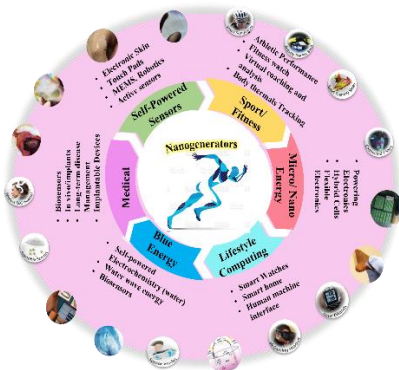 Nanogenerators
Self-Powered
Sensors
Electronic Skin
Touch Pads
MEMS, Robotics
Active sensors
Sport/
Fitness
Athletic Performance
Fitness watch
Virtual coaching and
analysis
Body thermals Tracking
Micro/ Nano
Energy
Powering
Electronics
Hybrid Cells
Flexible
Electronics
Lifestyle
Computing
Smart Watches
Smart home
Human machine
interface
Blue
Energy
Self-powered
Electrochemistry (water)
Water wave energy
Biosensors
Medical
Biosensors
In vivo/implants
Long-term disease
Management
Implantable Devices